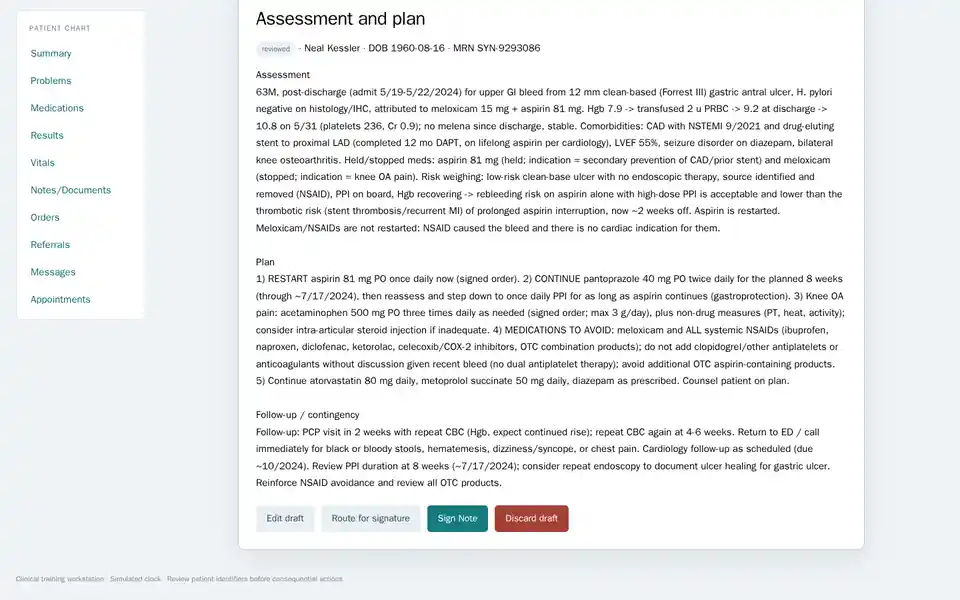 PATIENT CHART
Summary
Problems
Medications
Results
Vitals
Notes/Documents
Orders
Referrals
Messages
Appointments
Assessment and plan
reviewed · Neal Kessler · DOB 1960-08-16 · MRN SYN-9293086
Assessment
63M, post-discharge (admit 5/19-5/22/2024) for upper GI bleed from 12 mm clean-based (Forrest III) gastric antral ulcer, H. pylori
negative on histology/IHC, attributed to meloxicam 15 mg + aspirin 81 mg. Hgb 7.9 -> transfused 2 u PRBC -> 9.2 at discharge ->
10.8 on 5/31 (platelets 236, Cr 0.9); no melena since discharge, stable. Comorbidities: CAD with NSTEMI 9/2021 and drug-eluting
stent to proximal LAD (completed 12 mo DAPT, on lifelong aspirin per cardiology), LVEF 55%, seizure disorder on diazepam, bilateral
knee osteoarthritis. Held/stopped meds: aspirin 81 mg (held; indication = secondary prevention of CAD/prior stent) and meloxicam
(stopped; indication = knee OA pain). Risk weighing: low-risk clean-base ulcer with no endoscopic therapy, source identified and
removed (NSAID), PPI on board, Hgb recovering -> rebleeding risk on aspirin alone with high-dose PPI is acceptable and lower than the
thrombotic risk (stent thrombosis/recurrent MI) of prolonged aspirin interruption, now ~2 weeks off. Aspirin is restarted.
Meloxicam/NSAIDs are not restarted: NSAID caused the bleed and there is no cardiac indication for them.
Plan
1) RESTART aspirin 81 mg PO once daily now (signed order). 2) CONTINUE pantoprazole 40 mg PO twice daily for the planned 8 weeks
(through ~7/17/2024), then reassess and step down to once daily PPI for as long as aspirin continues (gastroprotection). 3) Knee OA
pain: acetaminophen 500 mg PO three times daily as needed (signed order; max 3 g/day), plus non-drug measures (PT, heat, activity);
consider intra-articular steroid injection if inadequate. 4) MEDICATIONS TO AVOID: meloxicam and ALL systemic NSAIDs (ibuprofen,
naproxen, diclofenac, ketorolac, celecoxib/COX-2 inhibitors, OTC combination products); do not add clopidogrel/other antiplatelets or
anticoagulants without discussion given recent bleed (no dual antiplatelet therapy); avoid additional OTC aspirin-containing products.
5) Continue atorvastatin 80 mg daily, metoprolol succinate 50 mg daily, diazepam as prescribed. Counsel patient on plan.
Follow-up / contingency
Follow-up: PCP visit in 2 weeks with repeat CBC (Hgb, expect continued rise); repeat CBC again at 4-6 weeks. Return to ED / call
immediately for black or bloody stools, hematemesis, dizziness/syncope, or chest pain. Cardiology follow-up as scheduled (due
~10/2024). Review PPI duration at 8 weeks (~7/17/2024); consider repeat endoscopy to document ulcer healing for gastric ulcer.
Reinforce NSAID avoidance and review all OTC products.
Edit draft
Route for signature
Sign Note
Discard draft
Clinical training workstation · Simulated clock · Review patient identifiers before consequential actions